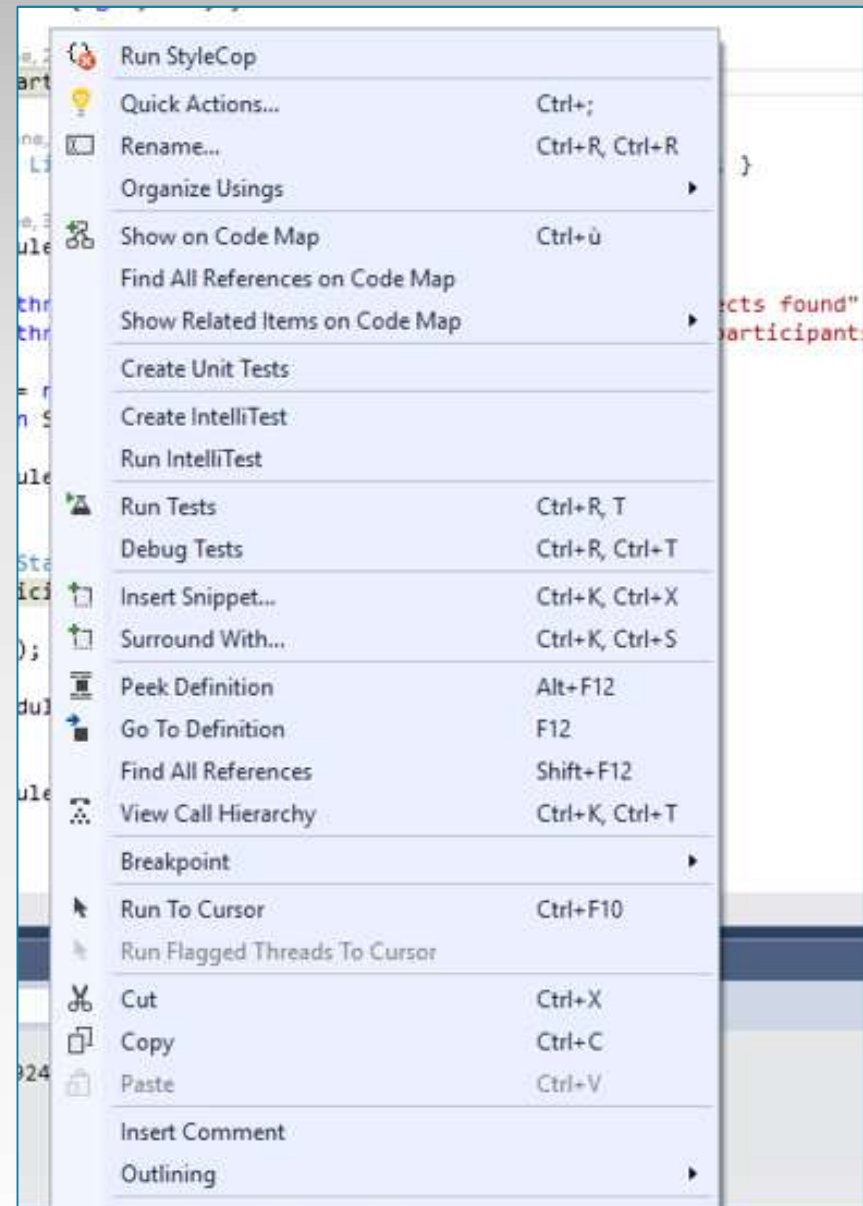 Run StyleCop
Quick Actions... Ctrl+;
Rename... Ctrl+R, Ctrl+R
}
Organize Usings
Show on Code Map Ctrl+ù
Find All References on Code Map
cts found"
Show Related Items on Code Map
participants
Create Unit Tests
Create IntelliTest
Run IntelliTest
Run Tests Ctrl+R, T
Debug Tests Ctrl+R, Ctrl+T
Insert Snippet... Ctrl+K, Ctrl+X
Surround With... Ctrl+K, Ctrl+S
);
Peek Definition Alt+F12
Go To Definition F12
Find All References Shift+F12
View Call Hierarchy Ctrl+K, Ctrl+T
Breakpoint
Run To Cursor Ctrl+F10
Run Flagged Threads To Cursor
Cut Ctrl+X
Copy Ctrl+C
924
Paste Ctrl+V
Insert Comment
Outlining